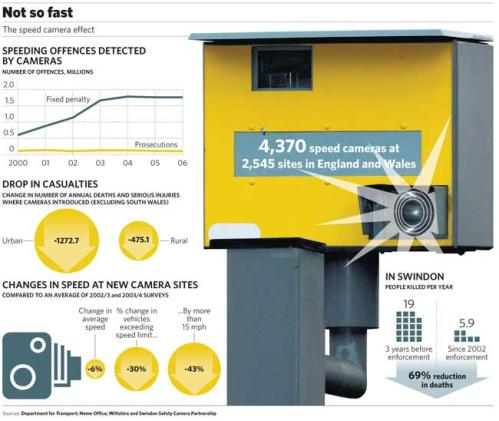 Not so fast
The speed camera effect
SPEEDING OFFENCES DETECTED
BY CAMERAS
NUMBER OF OFFENCES, MILLIONS
2.0
1.5
1.0
0.5
0
Fixed penalty
Prosecutions
2000 01 02 03 04 05 06
4,370 speed cameras at
2,545 sites in England and Wales
DROP IN CASUALTIES
CHANGE IN NUMBER OF ANNUAL DEATHS AND SERIOUS INJURIES
WHERE CAMERAS INTRODUCED (EXCLUDING SOUTH WALES)
Urban
-1272.7
-475.1
Rural
CHANGES IN SPEED AT NEW CAMERA SITES
COMPARED TO AN AVERAGE OF 2002/3 and 2003/4 SURVEYS
Change in
average
speed
% change in
vehicles
exceeding
speed limit...
...By more
than
15 mph
-6%
-30%
-43%
IN SWINDON
PEOPLE KILLED PER YEAR
19
3 years before
enforcement
5.9
Since 2002
enforcement
69% reduction
in deaths
Sources: Department for Transport; Home Office; Wiltshire and Swindon Safety Camera Partnership